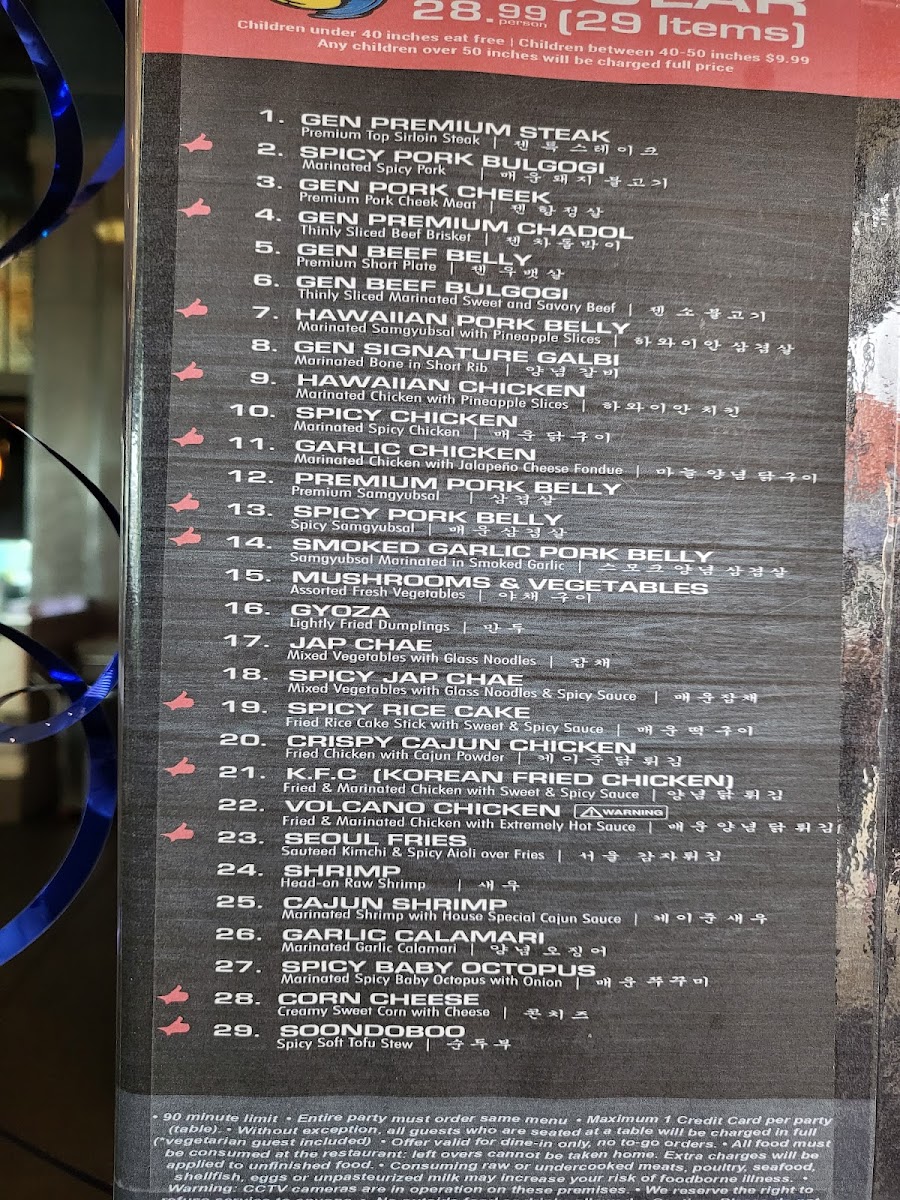 28.99 person (29 Items)
Children under 40 inches eat free | Children between 40-50 inches $9.99
Any children over 50 inches will be charged full price
1. GEN PREMIUM STEAK
Premium Top Sirloin Steak | 젠 특 스테이크
2. SPICY PORK BULGOGI
Marinated Spicy Pork | 매운 돼지 불고기
3. GEN PORK CHEEK
Premium Pork Cheek Meat | 젠 항정살
4. GEN PREMIUM CHADOL
Thinly Sliced Beef Brisket | 젠 차돌박이
5. GEN BEEF BELLY
Premium Short Plate | 젠 우뱃살
6. GEN BEEF BULGOGI
Thinly Sliced Marinated Sweet and Savory Beef | 젠 소불고기
7. HAWAIIAN PORK BELLY
Marinated Samgyubsal with Pineapple Slices | 하와이안 삼겹살
8. GEN SIGNATURE GALBI
Marinated Bone in Short Rib | 양념갈비
9. HAWAIIAN CHICKEN
Marinated Chicken with Pineapple Slices | 하와이안 치킨
10. SPICY CHICKEN
Marinated Spicy Chicken | 매운 닭구이
11. GARLIC CHICKEN
Marinated Chicken with Jalapeño Cheese Fondue | 마늘양념닭구이
12. PREMIUM PORK BELLY
Premium Samgyubsal | 삼겹살
13. SPICY PORK BELLY
Spicy Samgyubsal | 매운삼겹살
14. SMOKED GARLIC PORK BELLY
Samgyubsal Marinated in Smoked Garlic | 스모크양념삼겹살
15. MUSHROOMS & VEGETABLES
Assorted Fresh Vegetables | 야채구이
16. GYOZA
Lightly Fried Dumplings | 만두
17. JAP CHAE
Mixed Vegetables with Glass Noodles | 잡채
18. SPICY JAP CHAE
Mixed Vegetables with Glass Noodles & Spicy Sauce | 매운잡채
19. SPICY RICE CAKE
Fried Rice Cake Stick with Sweet & Spicy Sauce | 매운떡구이
20. CRISPY CAJUN CHICKEN
Fried Chicken with Cajun Powder | 케이준닭튀김
21. K.F.C (KOREAN FRIED CHICKEN)
Fried & Marinated Chicken with Sweet & Spicy Sauce | 양념닭튀김
22. VOLCANO CHICKEN WARNING
Fried & Marinated Chicken with Extremely Hot Sauce | 매운양념닭튀김
23. SEOUL FRIES
Sauteed Kimchi & Spicy Aioli over Fries | 서울 감자튀김
24. SHRIMP
Head-on Raw Shrimp | 새우
25. CAJUN SHRIMP
Marinated Shrimp with House Special Cajun Sauce | 케이준새우
26. GARLIC CALAMARI
Marinated Garlic Calamari | 양념오징어
27. SPICY BABY OCTOPUS
Marinated Spicy Baby Octopus with Onion | 매운쭈꾸미
28. CORN CHEESE
Creamy Sweet Corn with Cheese | 콘치즈
29. SOONDOBOO
Spicy Soft Tofu Stew | 순두부
• 90 minute limit • Entire party must order same menu • Maximum 1 Credit Card per party
(table). • Without exception, all guests who are seated at a table will be charged in full
(*vegetarian guest included) • Offer valid for dine-in only, no to-go orders. • All food must
be consumed at the restaurant: left overs cannot be taken home. Extra charges will be
applied to unfinished food. • Consuming raw or undercooked meats, poultry, seafood,
shellfish, eggs or unpasteurized milk may increase your risk of foodborne illness. •
Warning: CCTV cameras are in operation on these premises. • We reserve the right to